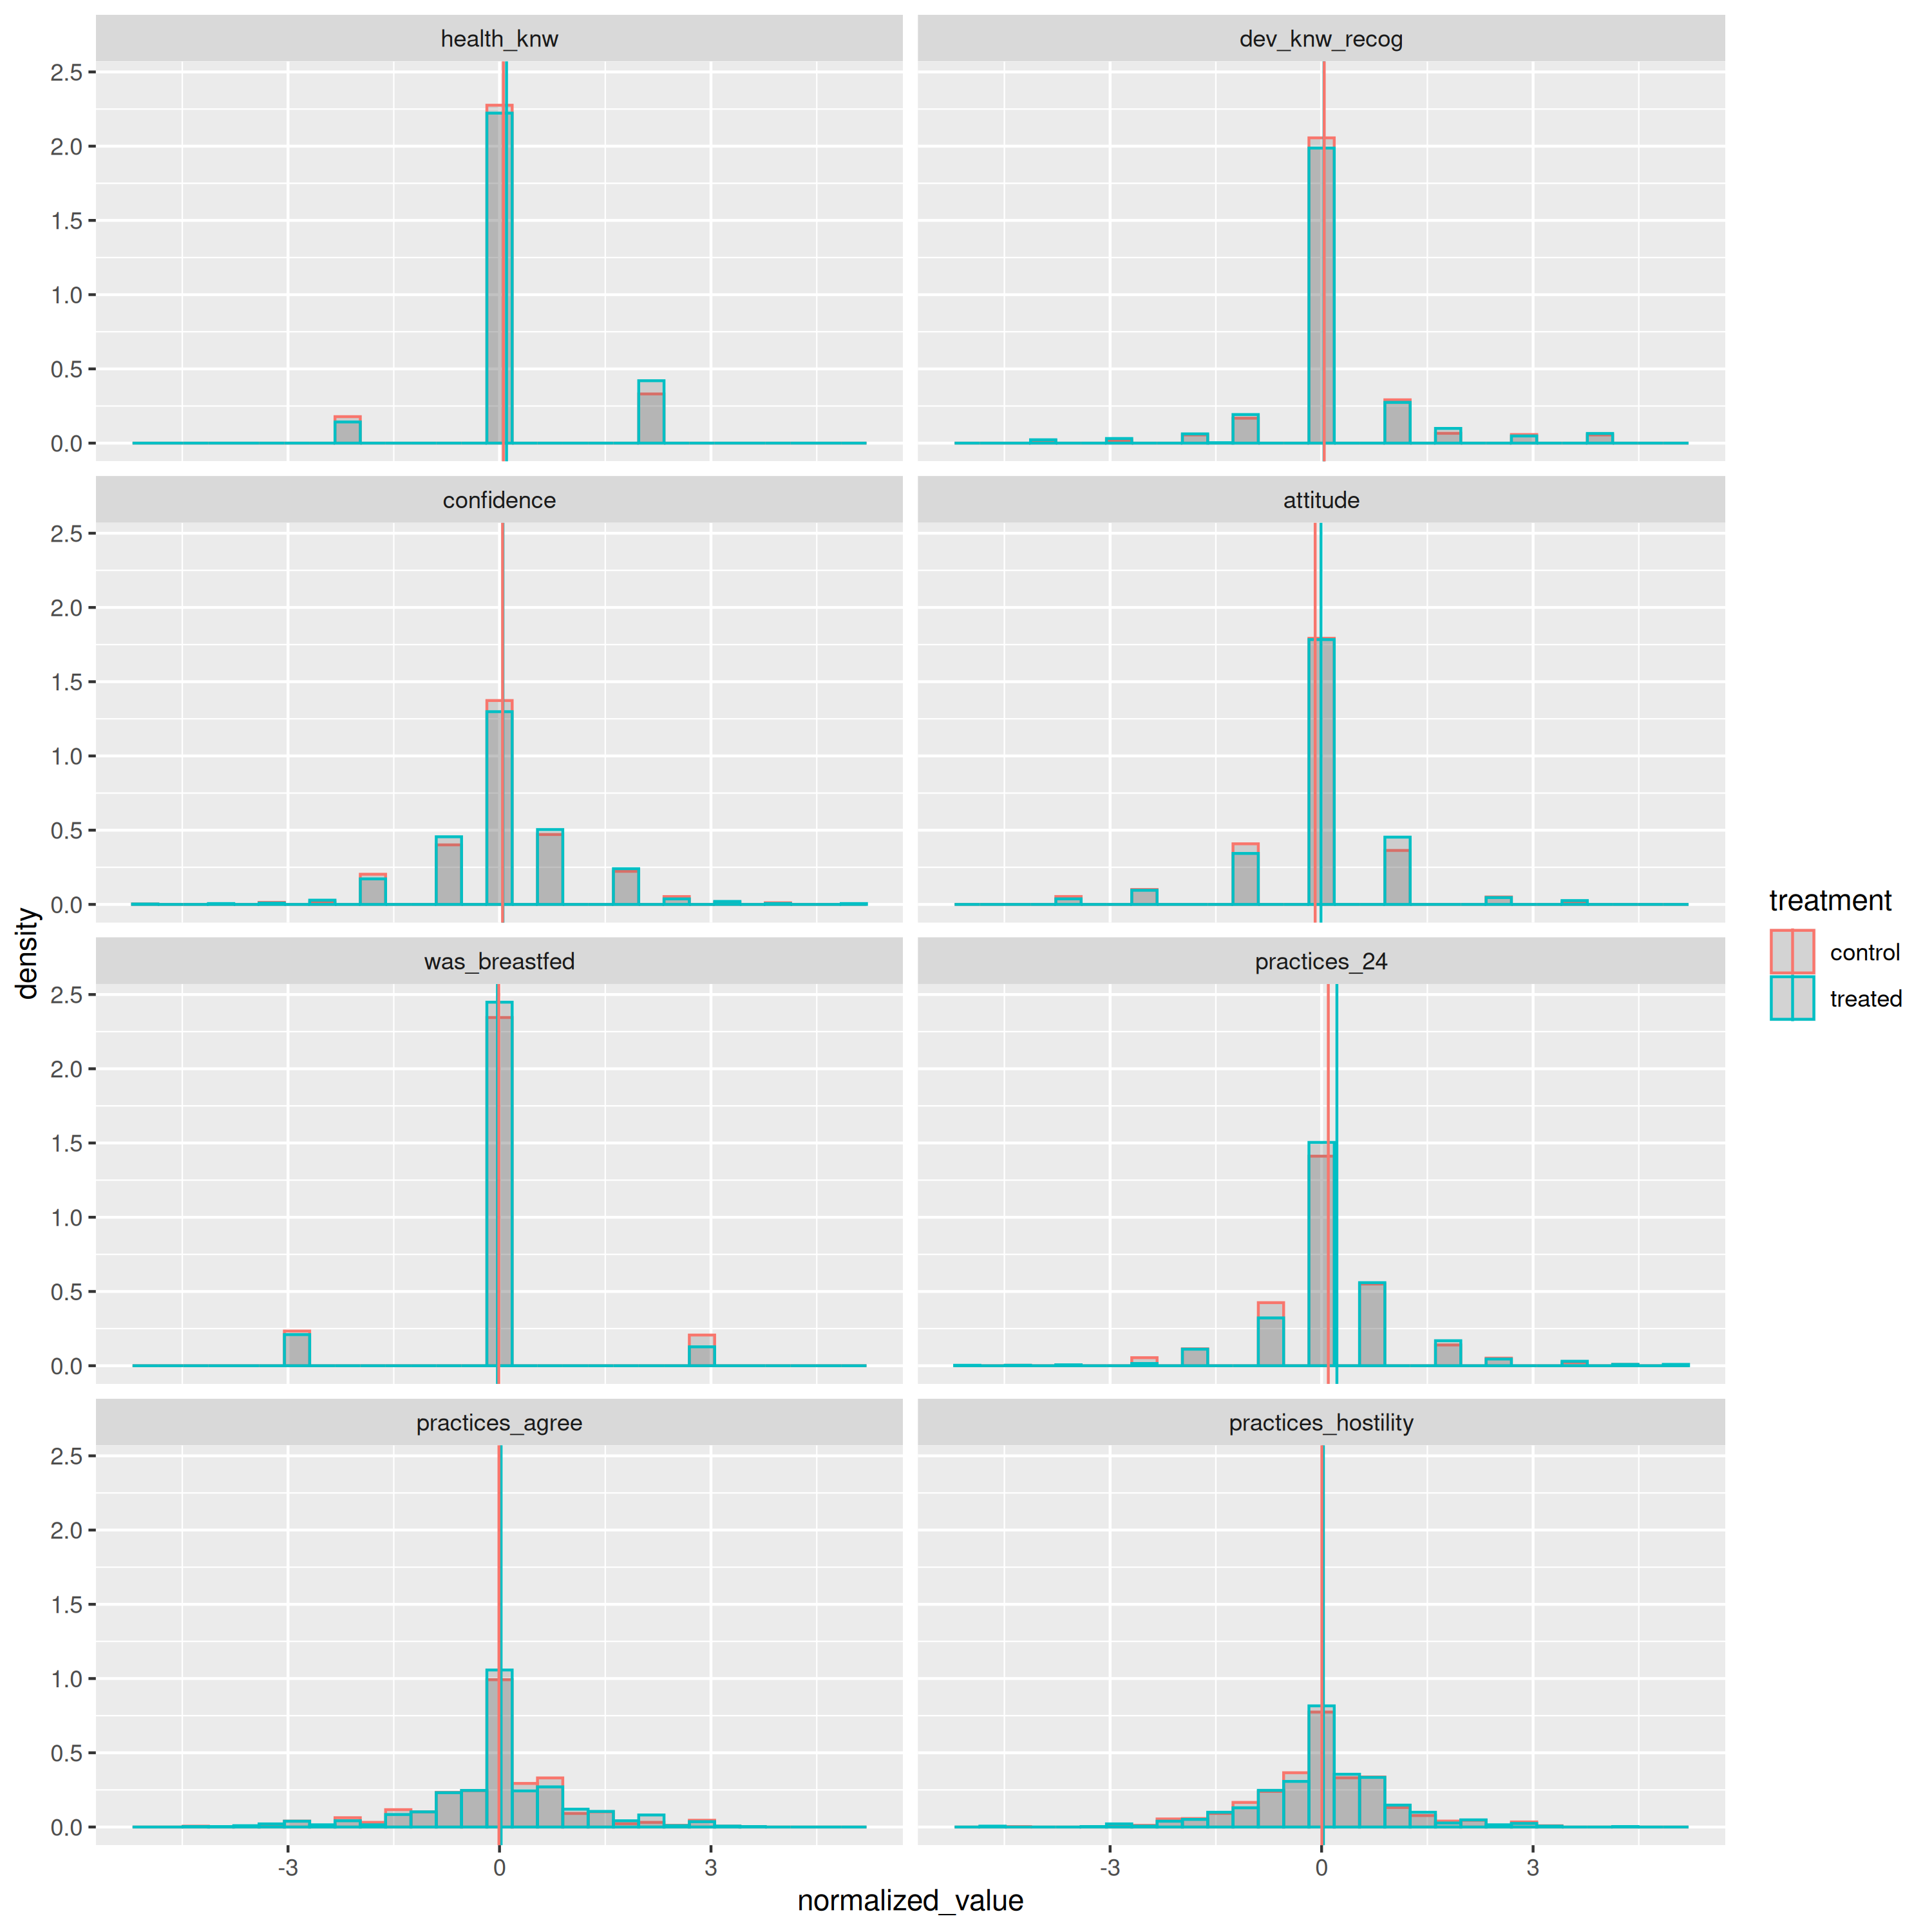 health_knw
dev_knw_recog
2.5
2.0
1.5
1.0
0.5
0.0
confidence
attitude
2.5
2.0
1.5
1.0
0.5
0.0
was_breastfed
practices_24
2.5
2.0
1.5
1.0
0.5
0.0
practices_agree
practices_hostility
2.5
2.0
1.5
1.0
0.5
0.0
-3 0 3
-3 0 3
normalized_value
density
treatment
control
treated